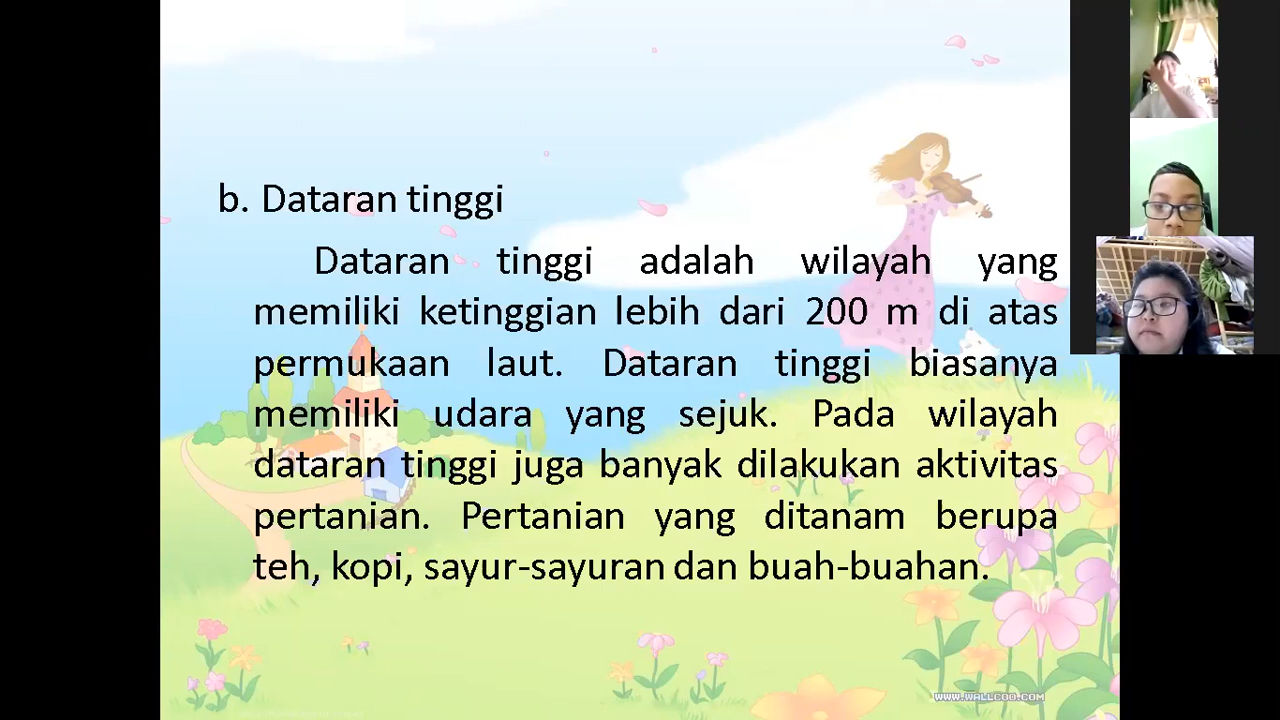 b. Dataran tinggi
Dataran tinggi adalah wilayah yang
memiliki ketinggian lebih dari 200 m di atas
permukaan laut. Dataran tinggi biasanya
memiliki udara yang sejuk. Pada wilayah
dataran tinggi juga banyak dilakukan aktivitas
pertanian. Pertanian yang ditanam berupa
teh, kopi, sayur-sayuran dan buah-buahan.
WWW.WALLCOO.COM